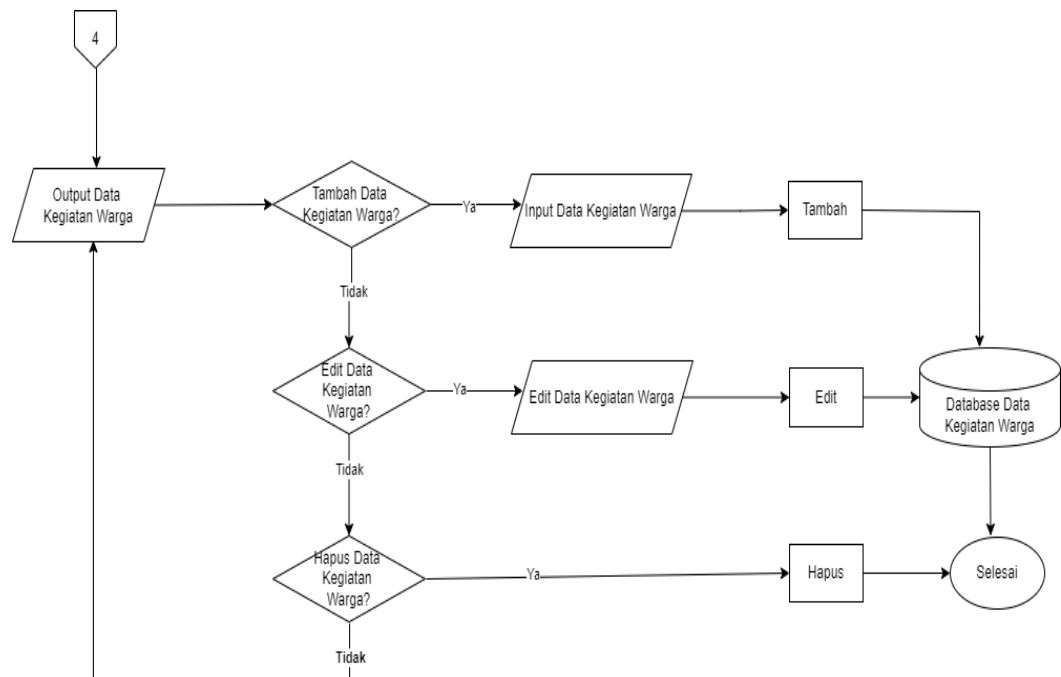 4
Output Data
Kegiatan Warga
Tambah Data
Kegiatan Warga?
Ya
Input Data Kegiatan Warga
Tambah
Tidak
Edit Data
Kegiatan
Warga?
Ya
Edit Data Kegiatan Warga
Edit
Database Data
Kegiatan Warga
Tidak
Hapus Data
Kegiatan
Warga?
Ya
Hapus
Selesai
Tidak